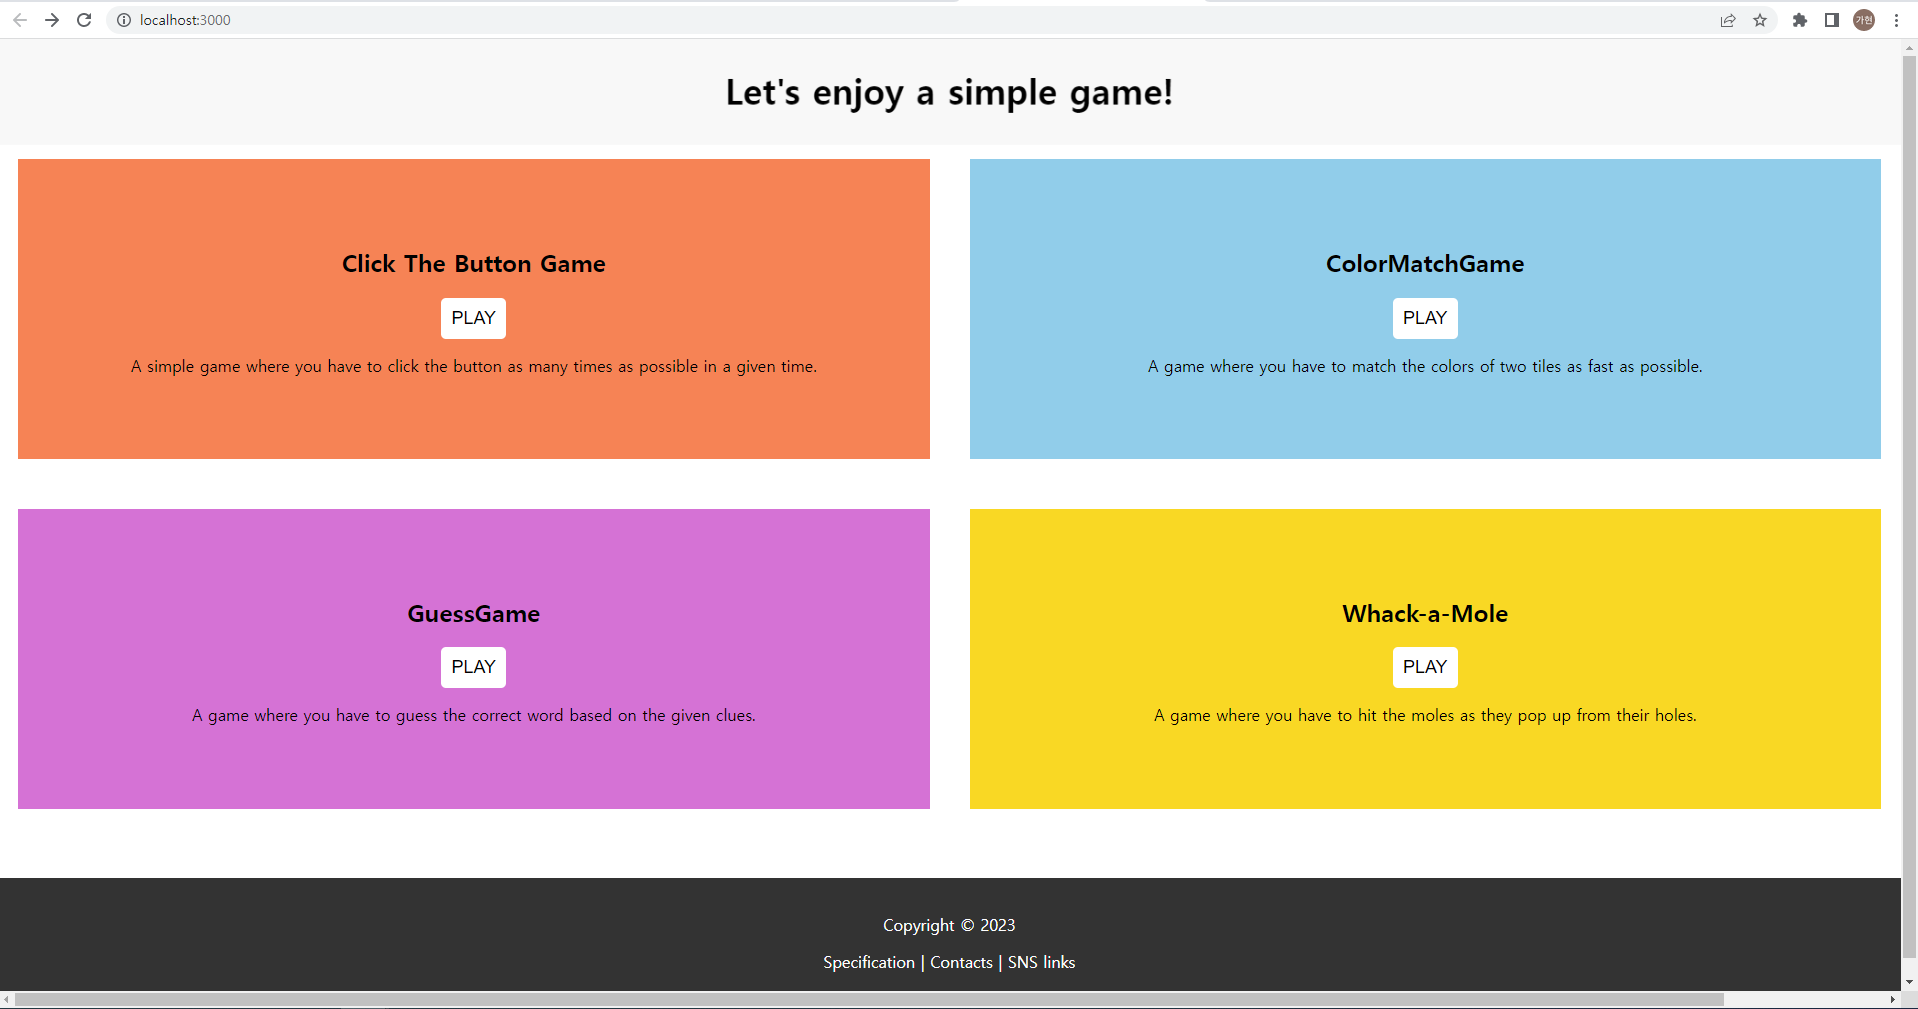 localhost:3000
가현
Let's enjoy a simple game!
Click The Button Game
PLAY
A simple game where you have to click the button as many times as possible in a given time.
ColorMatchGame
PLAY
A game where you have to match the colors of two tiles as fast as possible.
GuessGame
PLAY
A game where you have to guess the correct word based on the given clues.
Whack-a-Mole
PLAY
A game where you have to hit the moles as they pop up from their holes.
Copyright © 2023
Specification | Contacts | SNS links